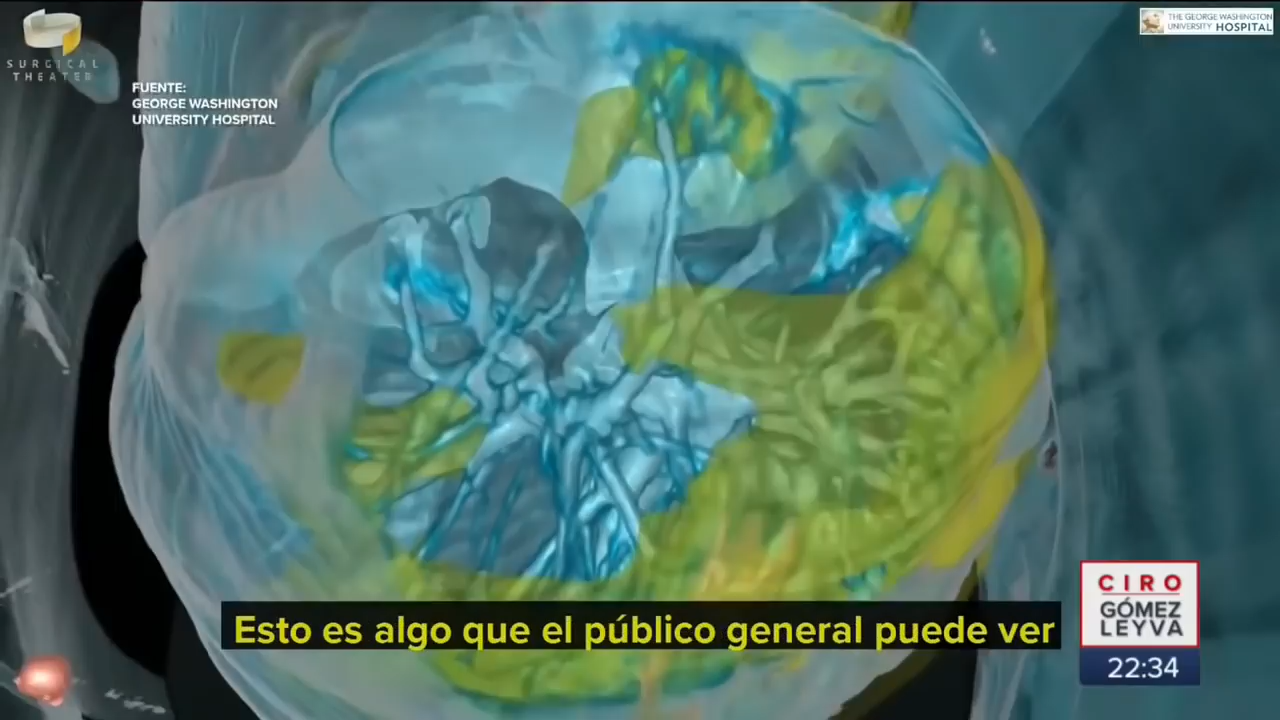 SURGICAL
THEATER
THE GEORGE WASHINGTON
UNIVERSITY HOSPITAL
FUENTE:
GEORGE WASHINGTON
UNIVERSITY HOSPITAL
Esto es algo que el público general puede ver
CIRO
GÓMEZ
LEYVA
22:34